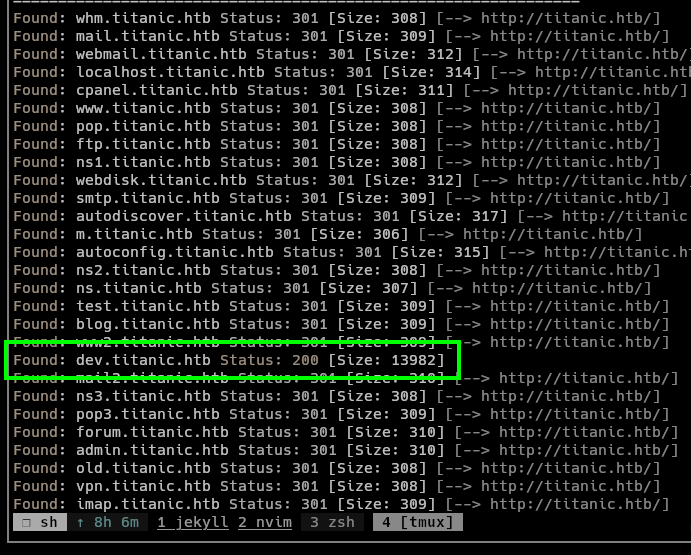 Found: whm.titanic.htb Status: 301 [Size: 308] [--> http://titanic.htb/]
Found: mail.titanic.htb Status: 301 [Size: 309] [--> http://titanic.htb/]
Found: webmail.titanic.htb Status: 301 [Size: 312] [--> http://titanic.htb/]
Found: localhost.titanic.htb Status: 301 [Size: 314] [--> http://titanic.htb/]
Found: cpanel.titanic.htb Status: 301 [Size: 311] [--> http://titanic.htb/]
Found: www.titanic.htb Status: 301 [Size: 308] [--> http://titanic.htb/]
Found: pop.titanic.htb Status: 301 [Size: 308] [--> http://titanic.htb/]
Found: ftp.titanic.htb Status: 301 [Size: 308] [--> http://titanic.htb/]
Found: ns1.titanic.htb Status: 301 [Size: 308] [--> http://titanic.htb/]
Found: webdisk.titanic.htb Status: 301 [Size: 312] [--> http://titanic.htb/]
Found: smtp.titanic.htb Status: 301 [Size: 309] [--> http://titanic.htb/]
Found: autodiscover.titanic.htb Status: 301 [Size: 317] [--> http://titanic
Found: m.titanic.htb Status: 301 [Size: 306] [--> http://titanic.htb/]
Found: autoconfig.titanic.htb Status: 301 [Size: 315] [--> http://titanic.h
Found: ns2.titanic.htb Status: 301 [Size: 308] [--> http://titanic.htb/]
Found: ns.titanic.htb Status: 301 [Size: 307] [--> http://titanic.htb/]
Found: test.titanic.htb Status: 301 [Size: 309] [--> http://titanic.htb/]
Found: blog.titanic.htb Status: 301 [Size: 309] [--> http://titanic.htb/]
Found: www2.titanic.htb Status: 301 [Size: 309] [--> http://titanic.htb/]
Found: dev.titanic.htb Status: 200 [Size: 13982]
Found: mail2.titanic.htb Status: 301 [Size: 310] [--> http://titanic.htb/]
Found: ns3.titanic.htb Status: 301 [Size: 308] [--> http://titanic.htb/]
Found: pop3.titanic.htb Status: 301 [Size: 309] [--> http://titanic.htb/]
Found: forum.titanic.htb Status: 301 [Size: 310] [--> http://titanic.htb/]
Found: admin.titanic.htb Status: 301 [Size: 310] [--> http://titanic.htb/]
Found: old.titanic.htb Status: 301 [Size: 308] [--> http://titanic.htb/]
Found: vpn.titanic.htb Status: 301 [Size: 308] [--> http://titanic.htb/]
Found: imap.titanic.htb Status: 301 [Size: 309] [--> http://titanic.htb/]
❐ sh ↑ 8h 6m 1 jekyll 2 nvim 3 zsh 4 [tmux]